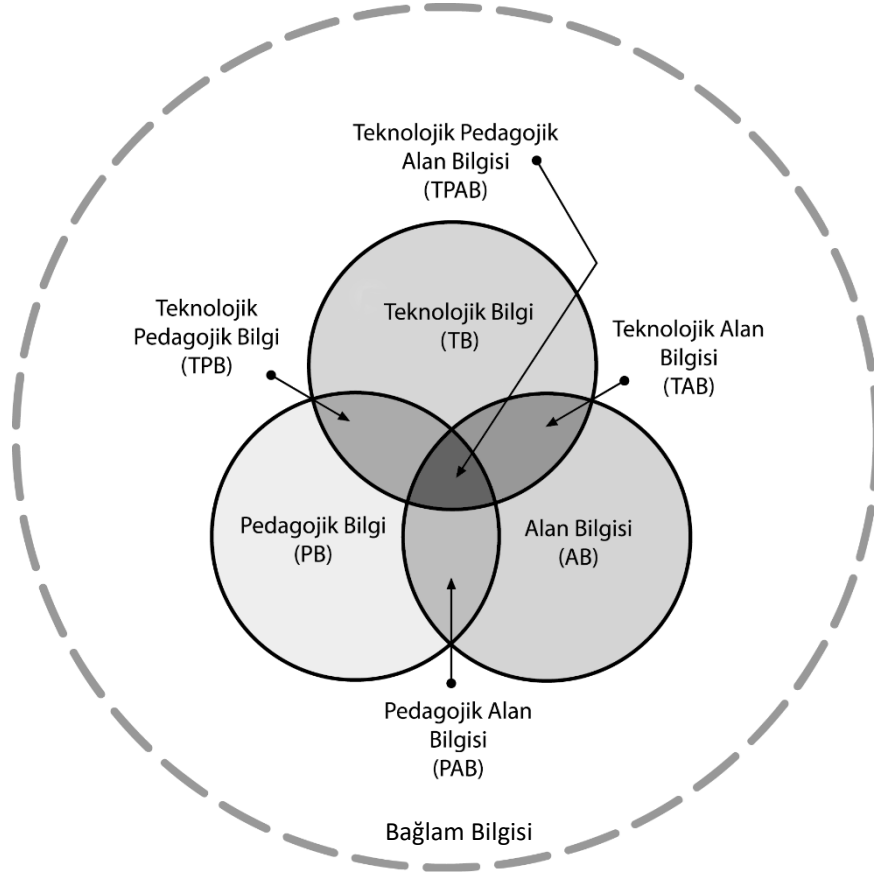 Teknolojik Pedagojik
Alan Bilgisi
(TPAB)
Teknolojik
Pedagojik Bilgi
(TPB)
Teknolojik Bilgi
(TB)
Teknolojik Alan
Bilgisi
(TAB)
Pedagojik Bilgi
(PB)
Alan Bilgisi
(AB)
Pedagojik Alan
Bilgisi
(PAB)
Bağlam Bilgisi